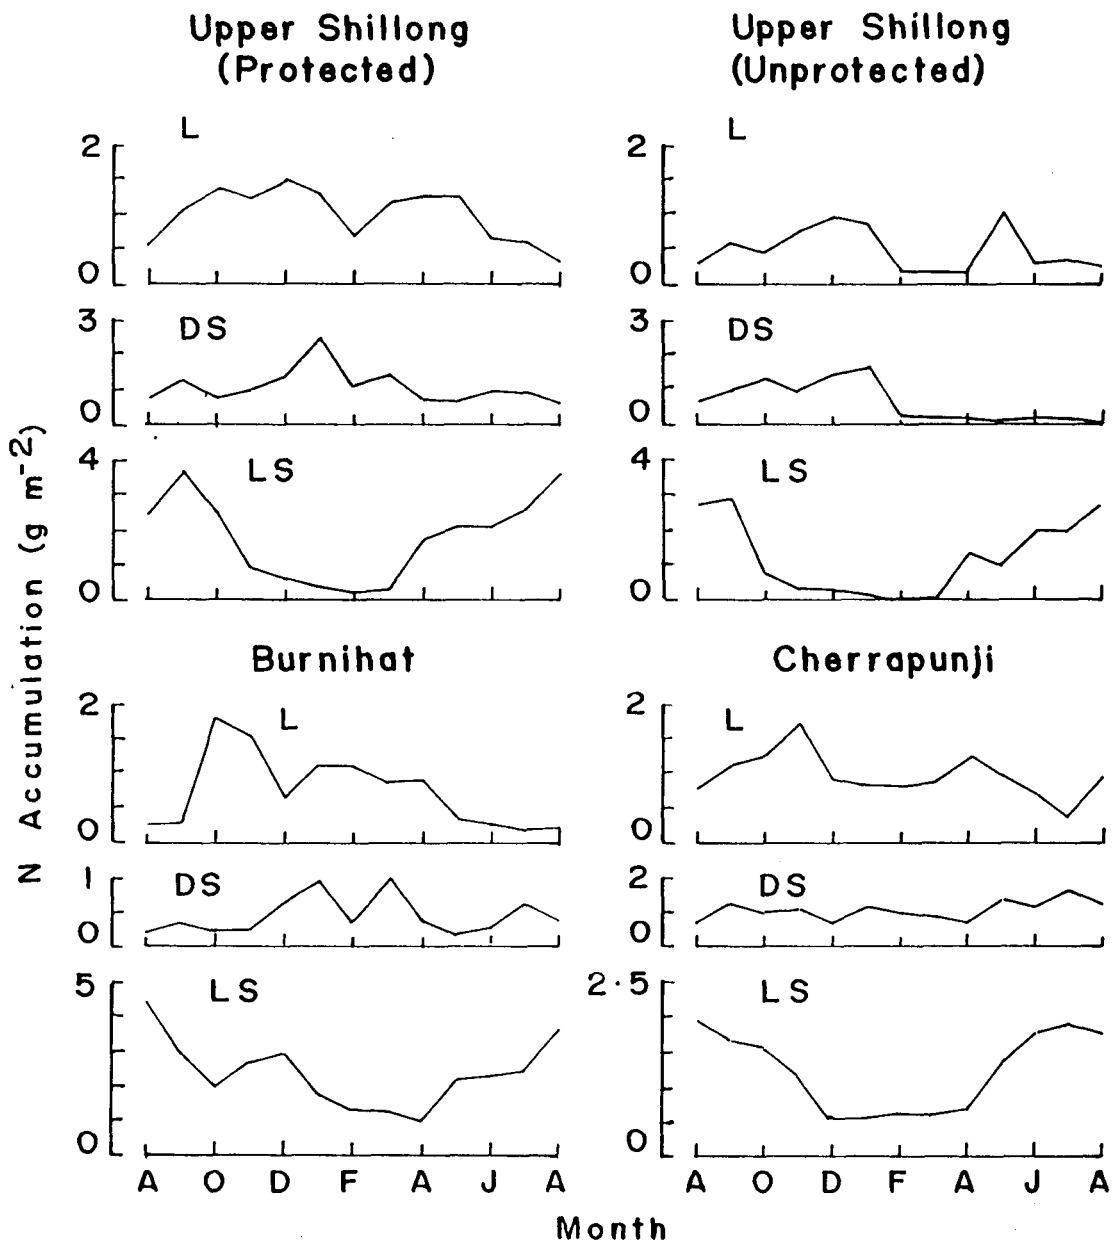 Upper Shillong
(Protected)
Upper Shillong
(Unprotected)
L
2
0
L
2
0
DS
3
0
DS
3
0
LS
4
0
LS
4
0
N Accumulation (g m-2)
Burnihat
Cherrapunji
L
2
0
L
2
0
DS
1
0
DS
2
0
LS
5
0
LS
2·5
0
A O D F A J A
A O D F A J A
Month